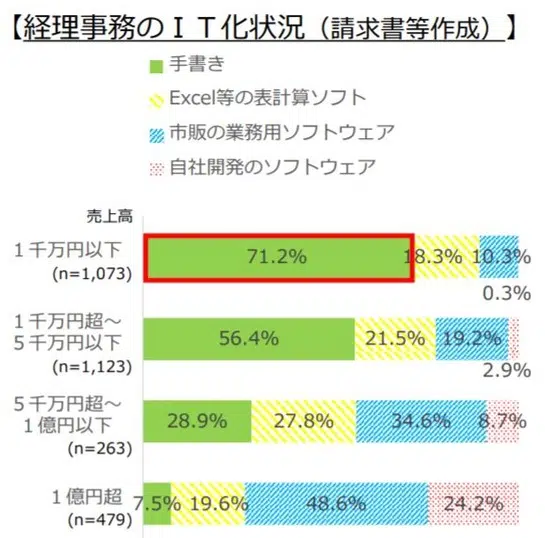 【経理事務のＩＴ化状況（請求書等作成）】
手書き
Excel等の表計算ソフト
市販の業務用ソフトウェア
自社開発のソフトウェア
売上高
１千万円以下
(n=1,073)
71.2%
18.3%
10.3%
0.3%
１千万円超～
５千万円以下
(n=1,123)
56.4%
21.5%
19.2%
2.9%
５千万円超～
１億円以下
(n=263)
28.9%
27.8%
34.6%
8.7%
１億円超
(n=479)
7.5%
19.6%
48.6%
24.2%